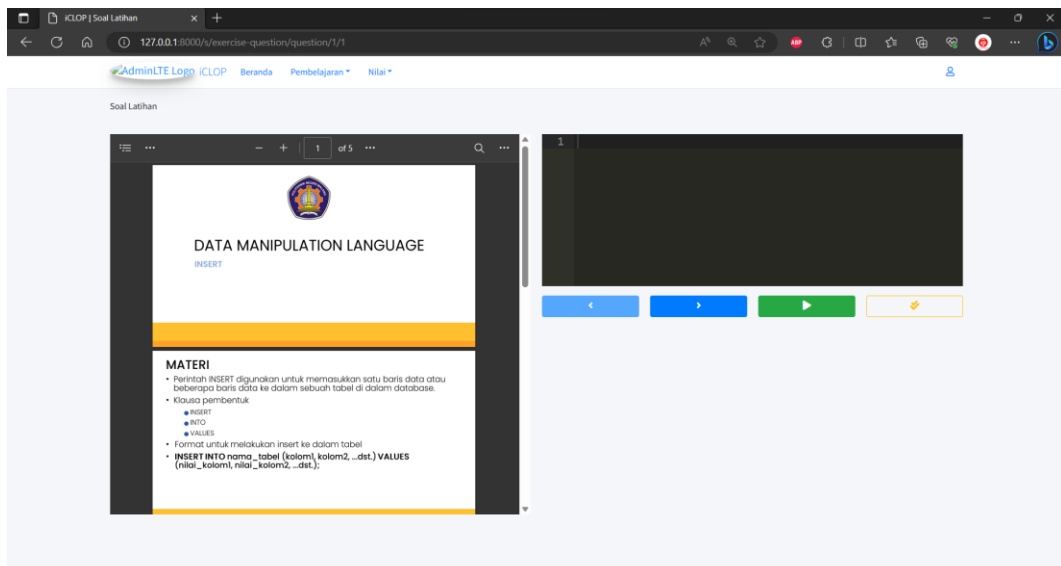 iCLOP | Soal Latihan
127.0.0.1:8000/s/exercise-question/question/1/1
ABP
AdminLTE Logo iCLOP Beranda Pembelajaran Nilai
Soal Latihan
1 of 5
DATA MANIPULATION LANGUAGE
INSERT
MATERI
• Perintah INSERT digunakan untuk memasukkan satu baris data atau
beberapa baris data ke dalam sebuah tabel di dalam database.
• Klausa pembentuk
● INSERT
● INTO
● VALUES
• Format untuk melakukan insert ke dalam tabel
• INSERT INTO nama_tabel (kolom1, kolom2, ...dst.) VALUES
(nilai_kolom1, nilai_kolom2, ...dst.);
1